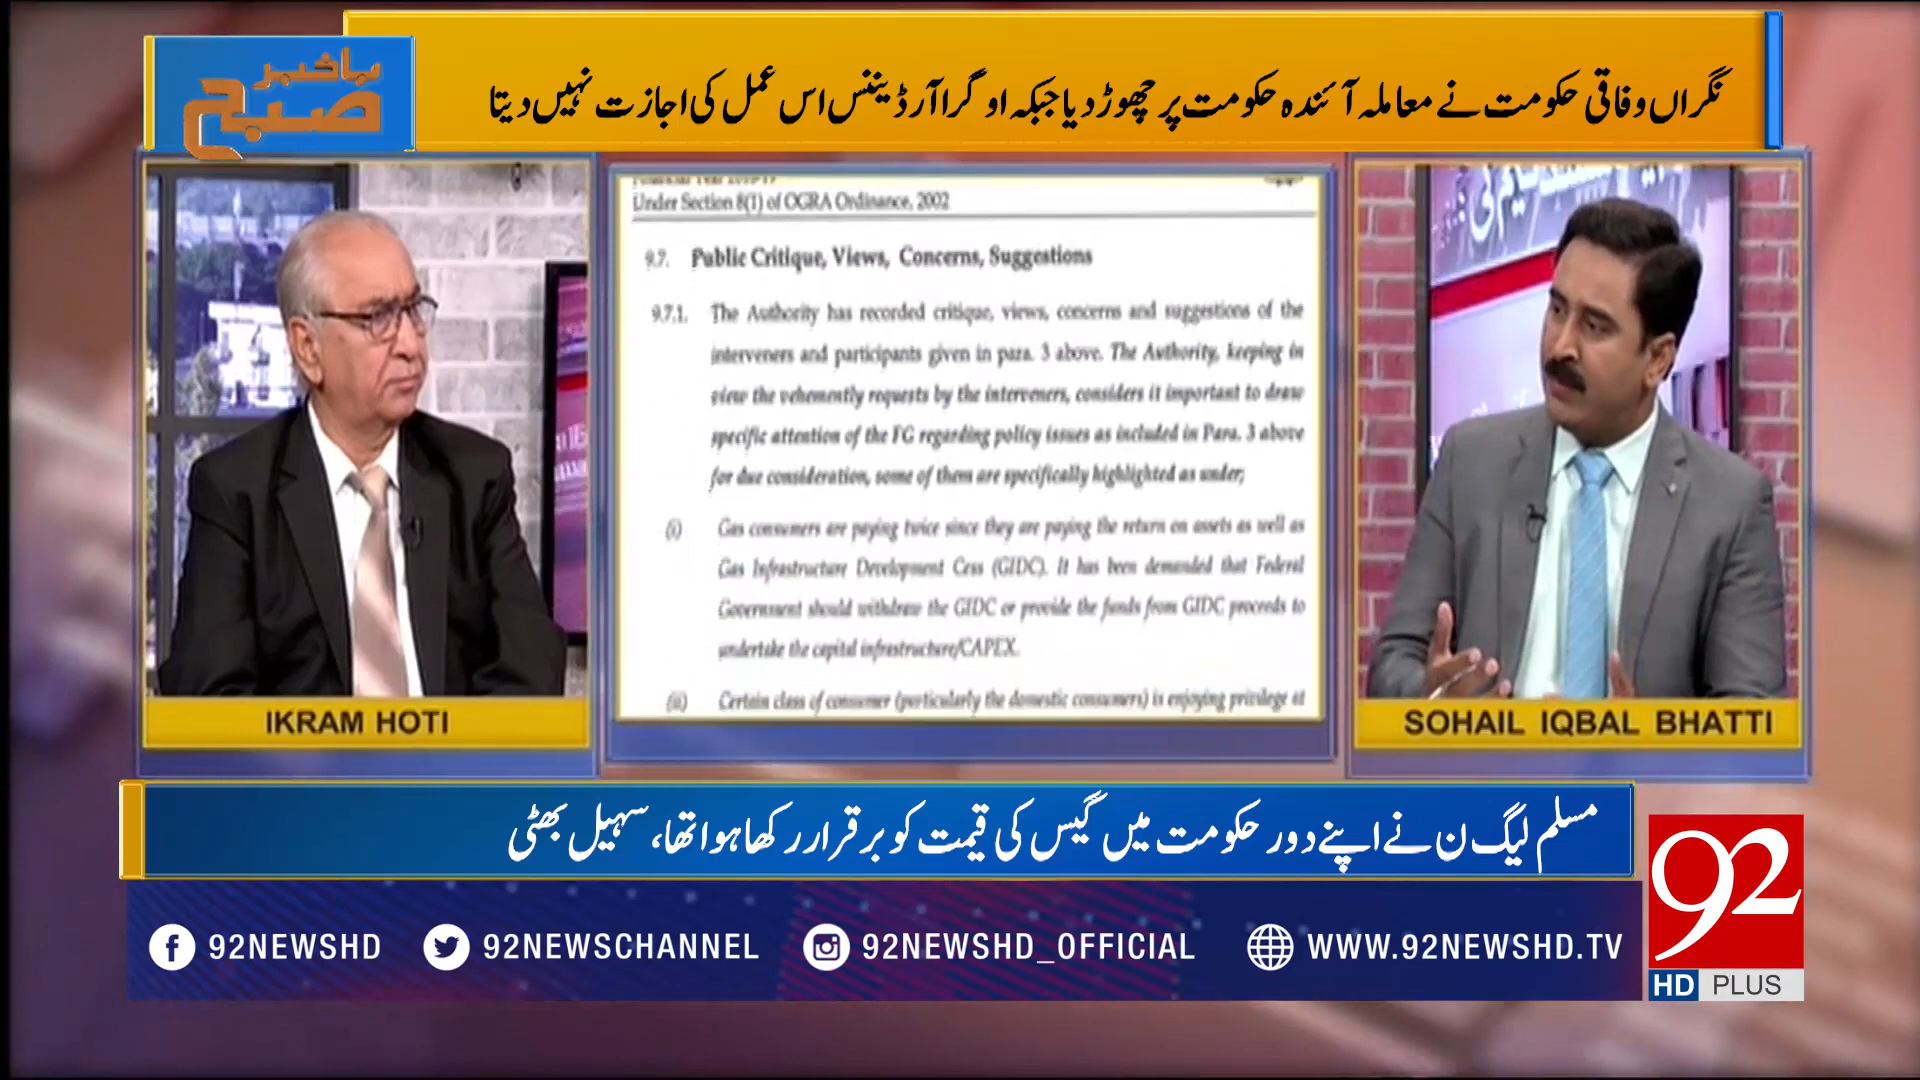 باخبر
صبح
نگراں وفاقی حکومت نے معاملہ آئندہ حکومت پر چھوڑ دیا جبکہ اوگرا آرڈیننس اس عمل کی اجازت نہیں دیتا
Under Section 8(1) of OGRA Ordinance, 2002
9.7. Public Critique, Views, Concerns, Suggestions
9.7.1. The Authority has recorded critique, views, concerns and suggestions of the
interveners and participants given in para. 3 above. The Authority, keeping in
view the vehemently requests by the interveners, considers it important to draw
specific attention of the FG regarding policy issues as included in Para. 3 above
for due consideration, some of them are specifically highlighted as under;
(i) Gas consumers are paying twice since they are paying the return on assets as well as
Gas Infrastructure Development Cess (GIDC). It has been demanded that Federal
Government should withdraw the GIDC or provide the funds from GIDC proceeds to
undertake the capital infrastructure/CAPEX.
(ii) Certain class of consumer (particularly the domestic consumers) is enjoying privilege at
IKRAM HOTI
SOHAIL IQBAL BHATTI
مسلم لیگ ن نے اپنے دور حکومت میں گیس کی قیمت کو برقرار رکھا ہوا تھا، سہیل بھٹی
92NEWSHD
92NEWSCHANNEL
92NEWSHD_OFFICIAL
WWW.92NEWSHD.TV
92
HD PLUS